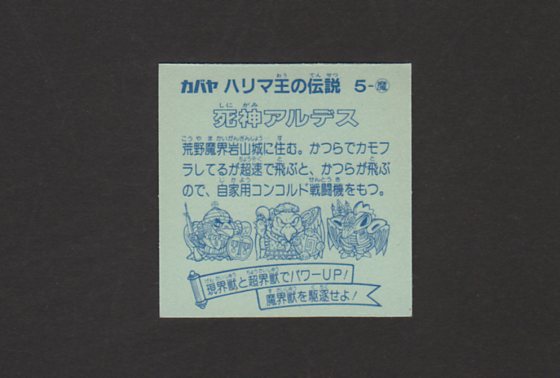 カバヤ ハリマ王の伝説 5-㊙魔
死神アルデス
荒野魔界岩山城に住む。かつらでカモフ
ラしてるが超速で飛ぶと、かつらが飛ぶ
ので、自家用コンコルド戦闘機をもつ。
現界獣と超界獣でパワーUP!
魔界獣を駆逐せよ!